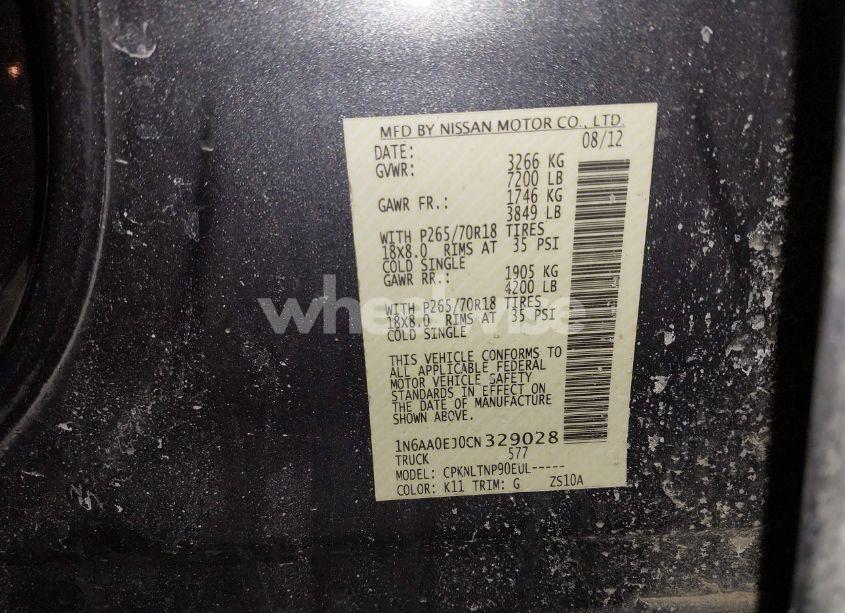 MFD BY NISSAN MOTOR CO., LTD.
DATE: 08/12
GVWR: 3266 KG
7200 LB
GAWR FR.: 1746 KG
3849 LB
WITH P265/70R18 TIRES
18X8.0 RIMS AT 35 PSI
COLD SINGLE
GAWR RR.: 1905 KG
4200 LB
WITH P265/70R18 TIRES
18X8.0 RIMS AT 35 PSI
COLD SINGLE
THIS VEHICLE CONFORMS TO
ALL APPLICABLE FEDERAL
MOTOR VEHICLE SAFETY
STANDARDS IN EFFECT ON
THE DATE OF MANUFACTURE
SHOWN ABOVE.
1N6AA0EJ0CN329028
TRUCK 577
MODEL: CPKNLTNP90EUL-----
COLOR: K11 TRIM: G ZS10A